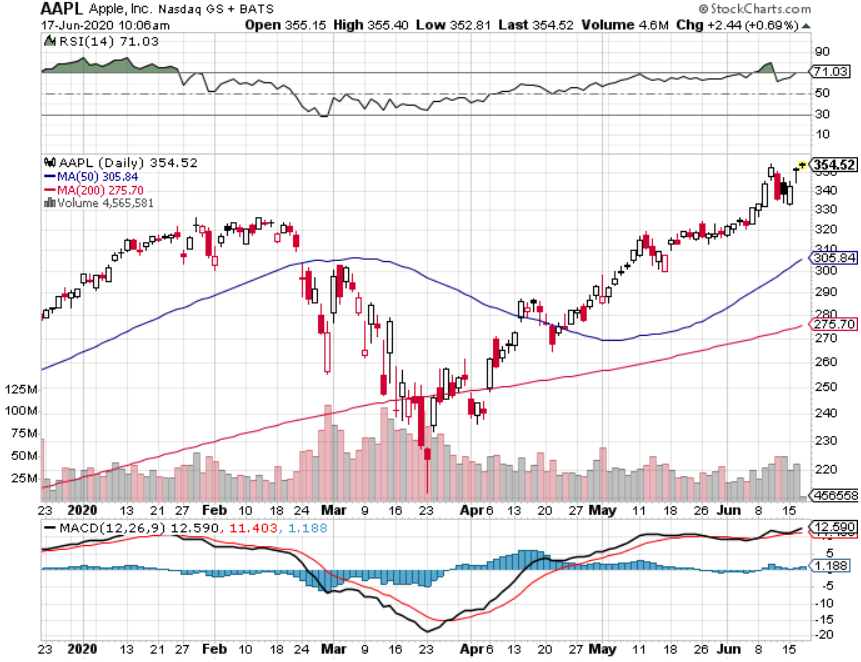 AAPL Apple, Inc. Nasdaq GS + BATS © StockCharts.com
17-Jun-2020 10:06am Open 355.15 High 355.40 Low 352.81 Last 354.52 Volume 4.6M Chg +2.44 (+0.69%)
RSI(14) 71.03
90
71.03
50
30
10
AAPL (Daily) 354.52
MA(50) 305.84
MA(200) 275.70
Volume 4,565,581
354.52
350
340
330
320
310
305.84
300
290
280
275.70
270
260
125M 250
100M 240
75M
230
50M
220
25M
456558
23 2020 13 21 27 Feb 10 18 24 Mar 9 16 23 Apr 6 13 20 27 May 11 18 26 Jun 8 15
MACD(12,26,9) 12.590, 11.403, 1.188
12.590
11.403
5
1.188
-5
-10
-15
-20
23 2020 13 21 27 Feb 10 18 24 Mar 9 16 23 Apr 6 13 20 27 May 11 18 26 Jun 8 15